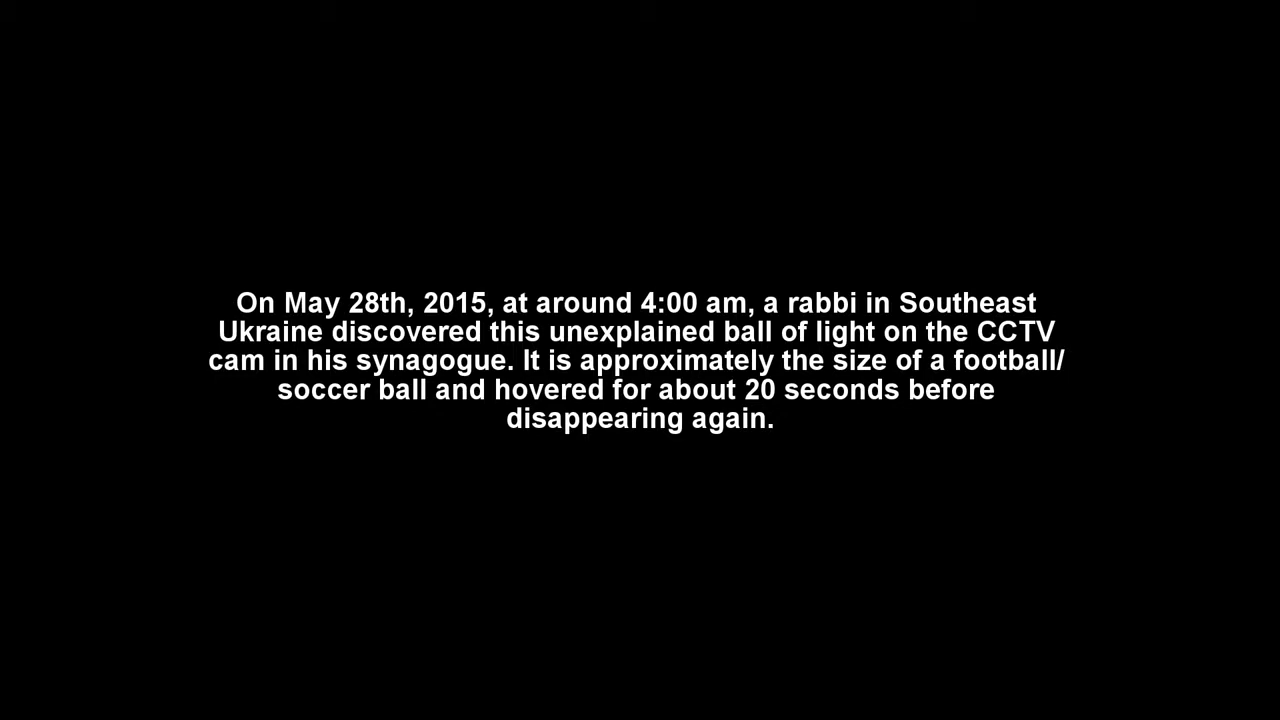 On May 28th, 2015, at around 4:00 am, a rabbi in Southeast
Ukraine discovered this unexplained ball of light on the CCTV
cam in his synagogue. It is approximately the size of a football/
soccer ball and hovered for about 20 seconds before
disappearing again.